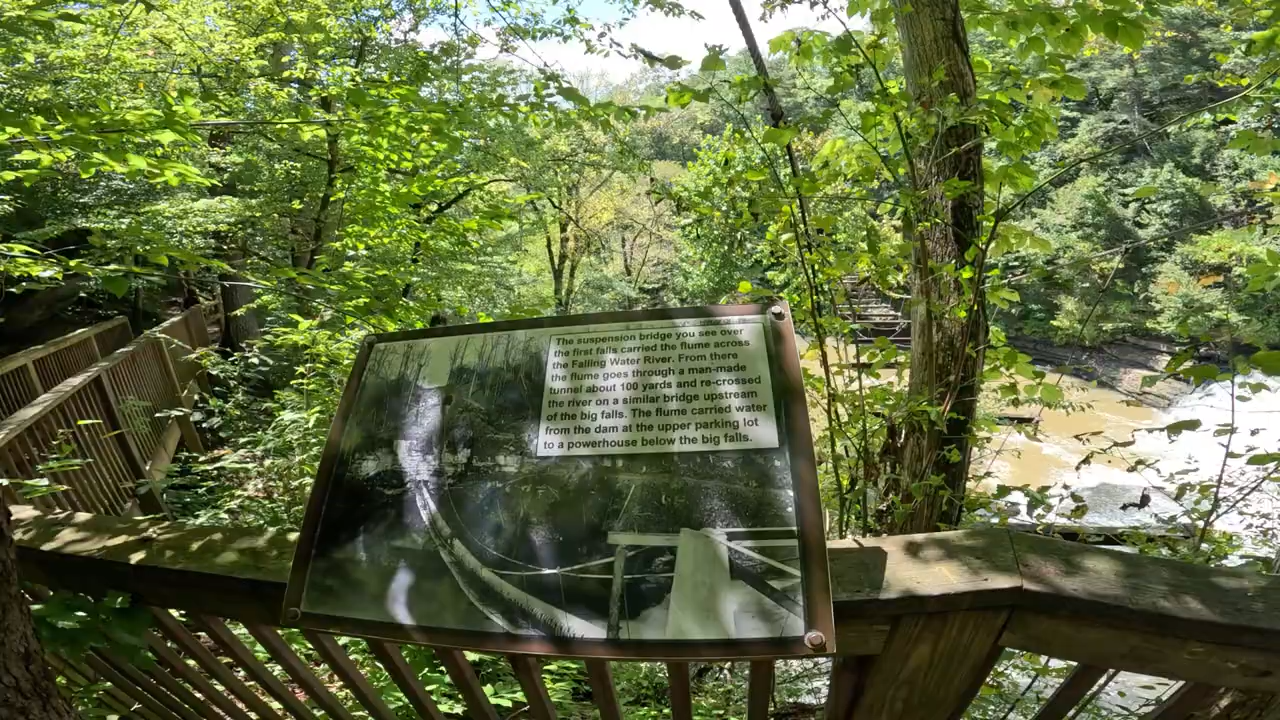 The suspension bridge you see over
the first falls carried the flume across
the Falling Water River. From there
the flume goes through a man-made
tunnel about 100 yards and re-crossed
the river on a similar bridge upstream
of the big falls. The flume carried water
from the dam at the upper parking lot
to a powerhouse below the big falls.